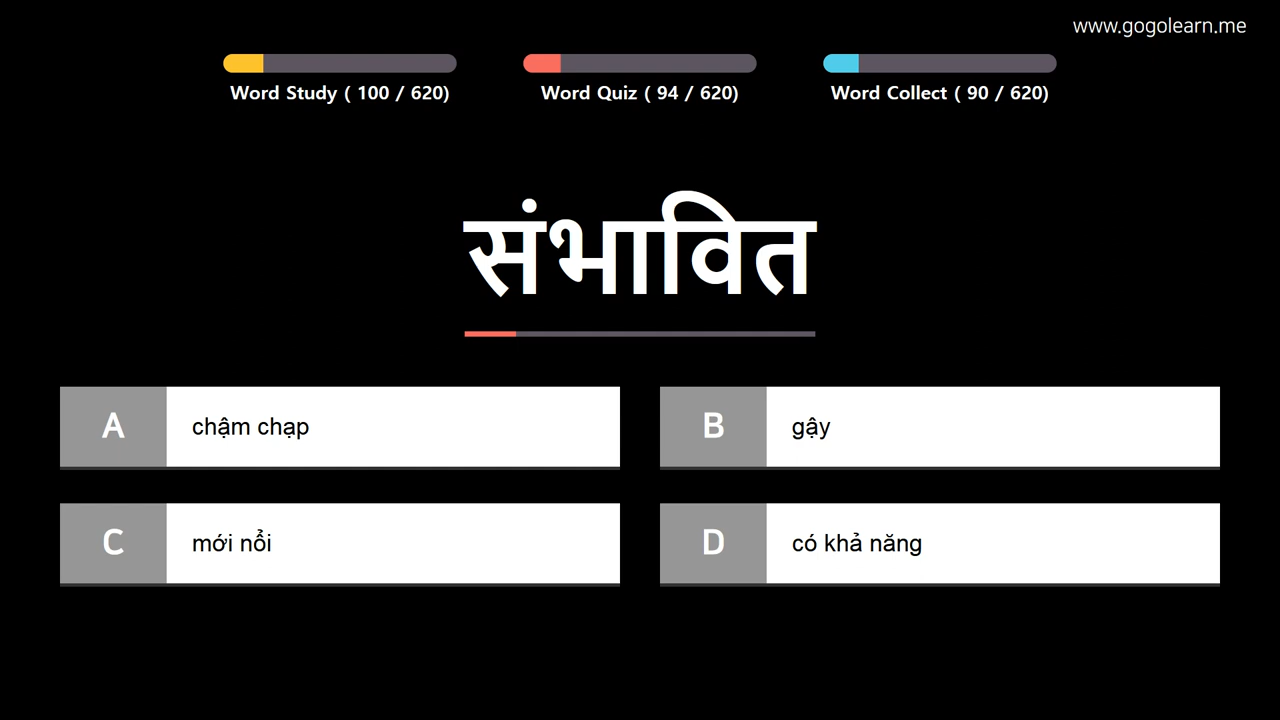 www.gogolearn.me
Word Study ( 100 / 620)
Word Quiz ( 94 / 620)
Word Collect ( 90 / 620)
संभावित
A
chậm chạp
B
gậy
C
mới nổi
D
có khả năng